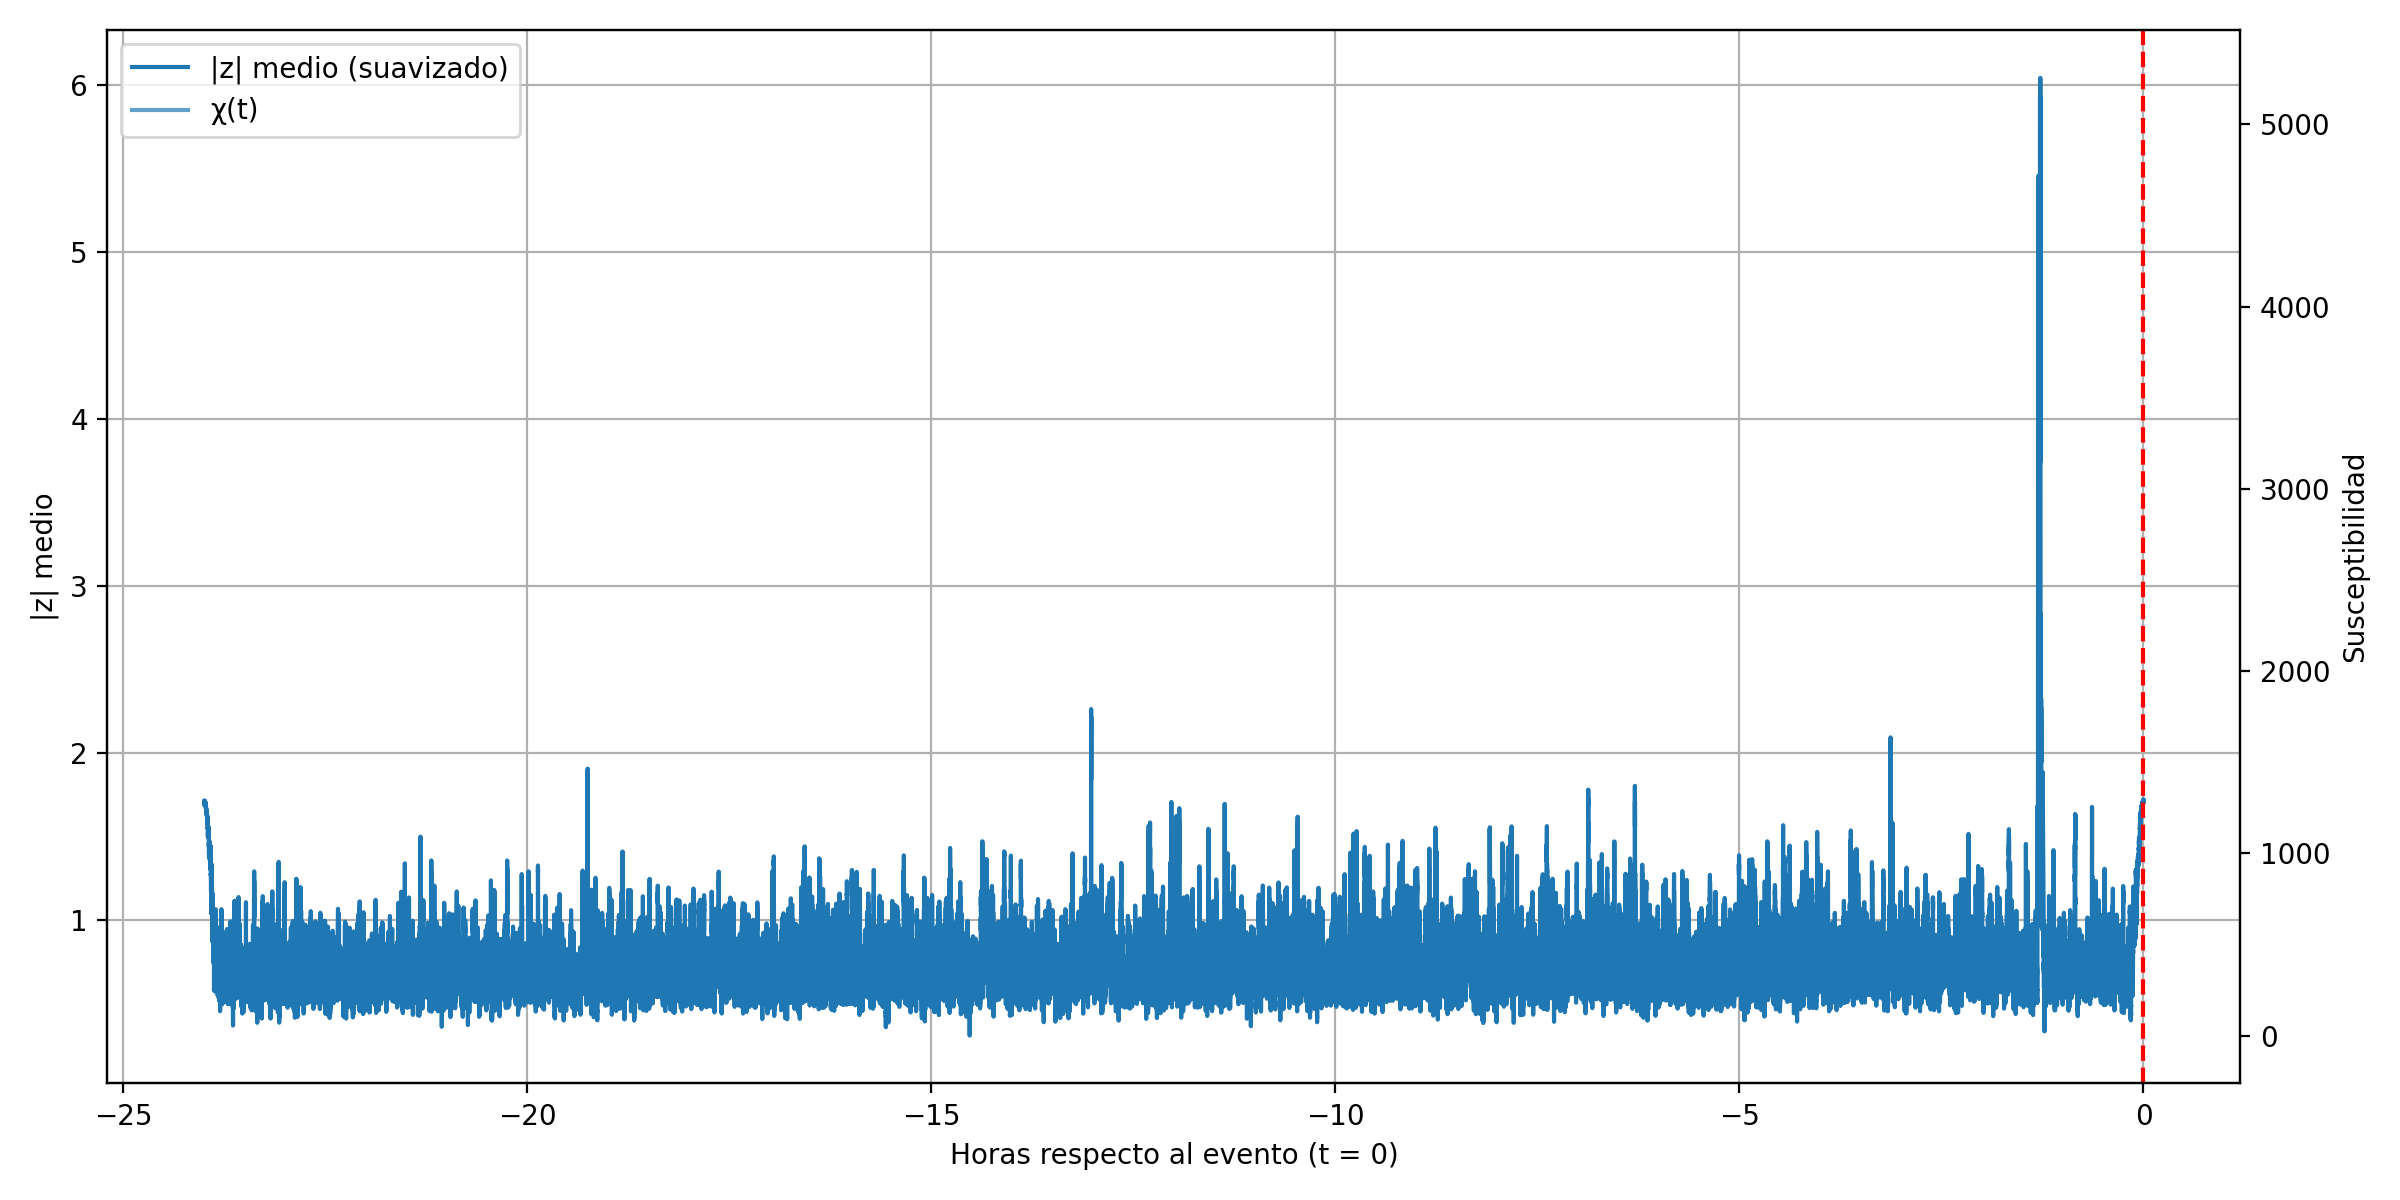 |z| medio (suavizado)
χ(t)
6
5
4
3
2
1
|z| medio
5000
4000
3000
2000
1000
0
Susceptibilidad
−25 −20 −15 −10 −5 0
Horas respecto al evento (t = 0)